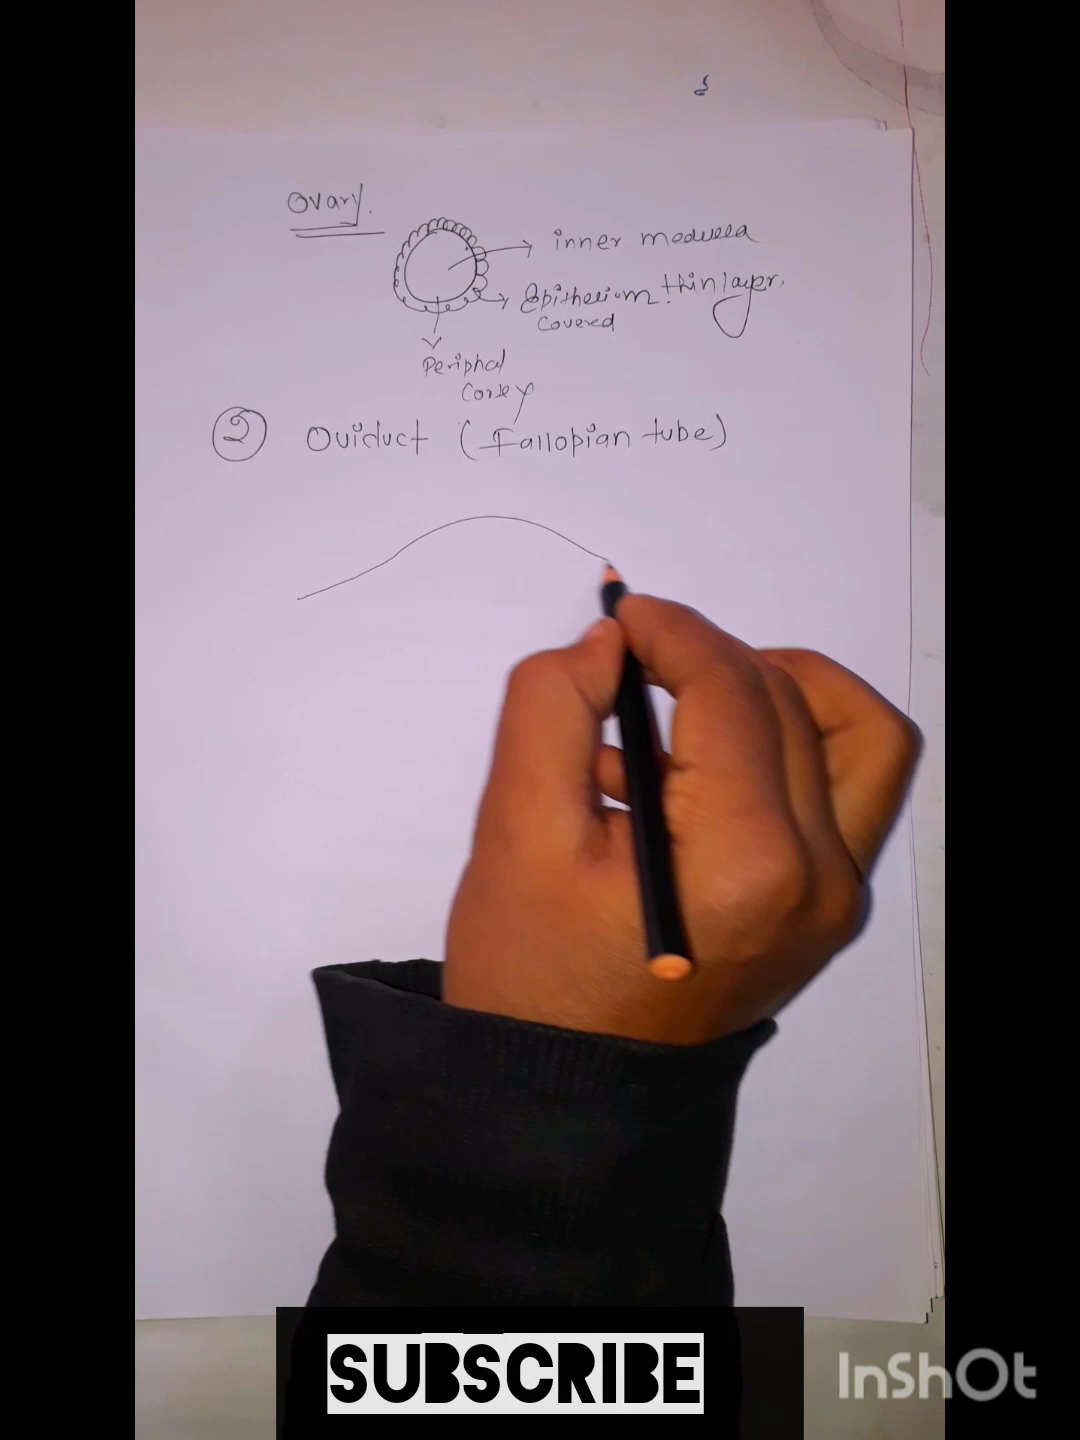 Ovary.
inner medulla
Epithelium thin layer.
covered
Periphal
Cortex
2 Oviduct (Fallopian tube)
SUBSCRIBE
InShOt